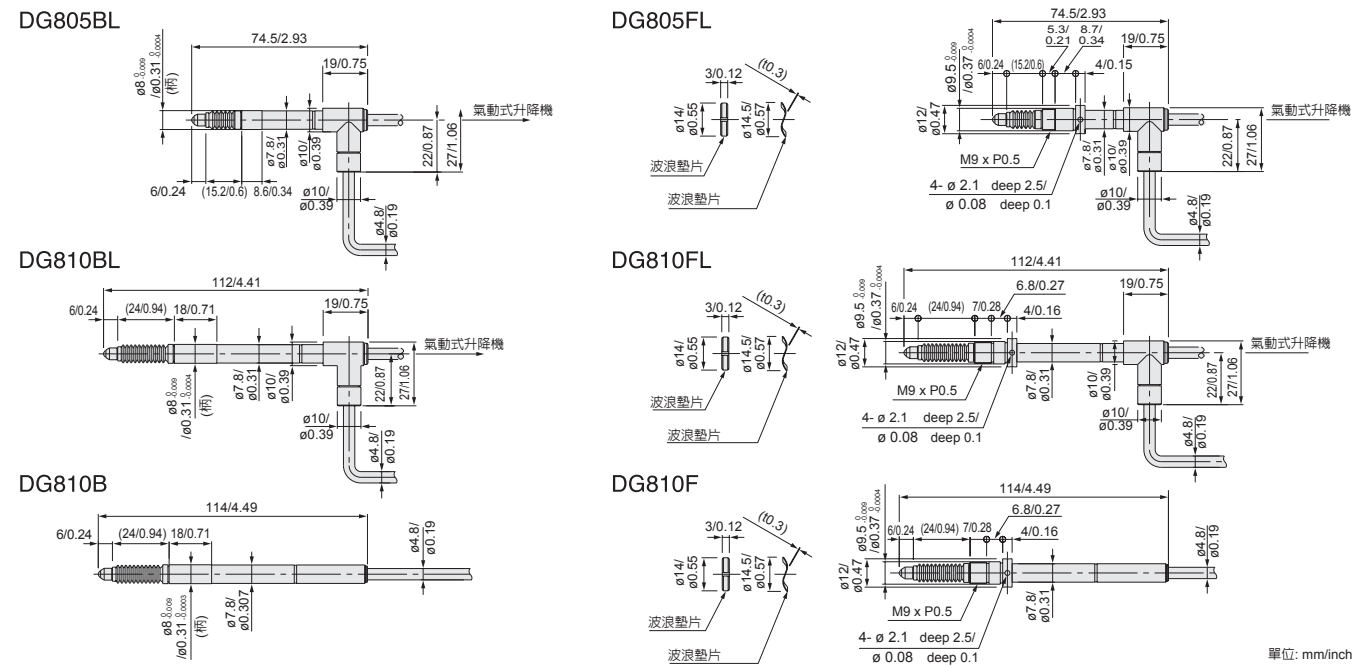 DG805BL
74.5/2.93
19/0.75
ø8 0 -0.009
/ø0.31 0 -0.0004
(柄)
氣動式升降機
ø7.8/
ø0.31
ø10/
ø0.39
22/0.87
27/1.06
6/0.24
(15.2/0.6)
8.6/0.34
ø10/
ø0.39
ø4.8/
ø0.19
DG805FL
74.5/2.93
5.3/
0.21
8.7/
0.34
19/0.75
3/0.12
(t0.3)
ø9.5 0 -0.009
/ø0.37 0 -0.0004
6/0.24
(15.2/0.6)
4/0.15
ø14/
ø0.55
ø14.5/
ø0.57
ø12/
ø0.47
氣動式升降機
波浪墊片
波浪墊片
M9 x P0.5
ø7.8/
ø0.31
ø10/
ø0.39
22/0.87
27/1.06
4- ø 2.1 deep 2.5/
ø 0.08 deep 0.1
ø10/
ø0.39
ø4.8/
ø0.19
DG810BL
112/4.41
19/0.75
6/0.24
(24/0.94)
18/0.71
氣動式升降機
ø8 0 -0.009
/ø0.31 0 -0.0004
(柄)
ø7.8/
ø0.31
ø10/
ø0.39
22/0.87
27/1.06
ø10/
ø0.39
ø4.8/
ø0.19
DG810FL
112/4.41
6.8/0.27
19/0.75
3/0.12
(t0.3)
ø9.5 0 -0.009
/ø0.37 0 -0.0004
6/0.24
(24/0.94)
7/0.28
4/0.16
ø14/
ø0.55
ø14.5/
ø0.57
ø12/
ø0.47
氣動式升降機
波浪墊片
波浪墊片
M9 x P0.5
ø7.8/
ø0.31
ø10/
ø0.39
22/0.87
27/1.06
4- ø 2.1 deep 2.5/
ø 0.08 deep 0.1
ø10/
ø0.39
ø4.8/
ø0.19
DG810B
114/4.49
6/0.24
(24/0.94)
18/0.71
ø4.8/
ø0.19
ø8 0 -0.009
/ø0.31 0 -0.0003
(柄)
ø7.8/
ø0.307
DG810F
114/4.49
6.8/0.27
3/0.12
(t0.3)
ø9.5 0 -0.009
/ø0.37 0 -0.0004
6/0.24
(24/0.94)
7/0.28
4/0.16
ø4.8/
ø0.19
ø14/
ø0.55
ø14.5/
ø0.57
ø12/
ø0.47
波浪墊片
波浪墊片
M9 x P0.5
ø7.8/
ø0.31
4- ø 2.1 deep 2.5/
ø 0.08 deep 0.1
單位: mm/inch